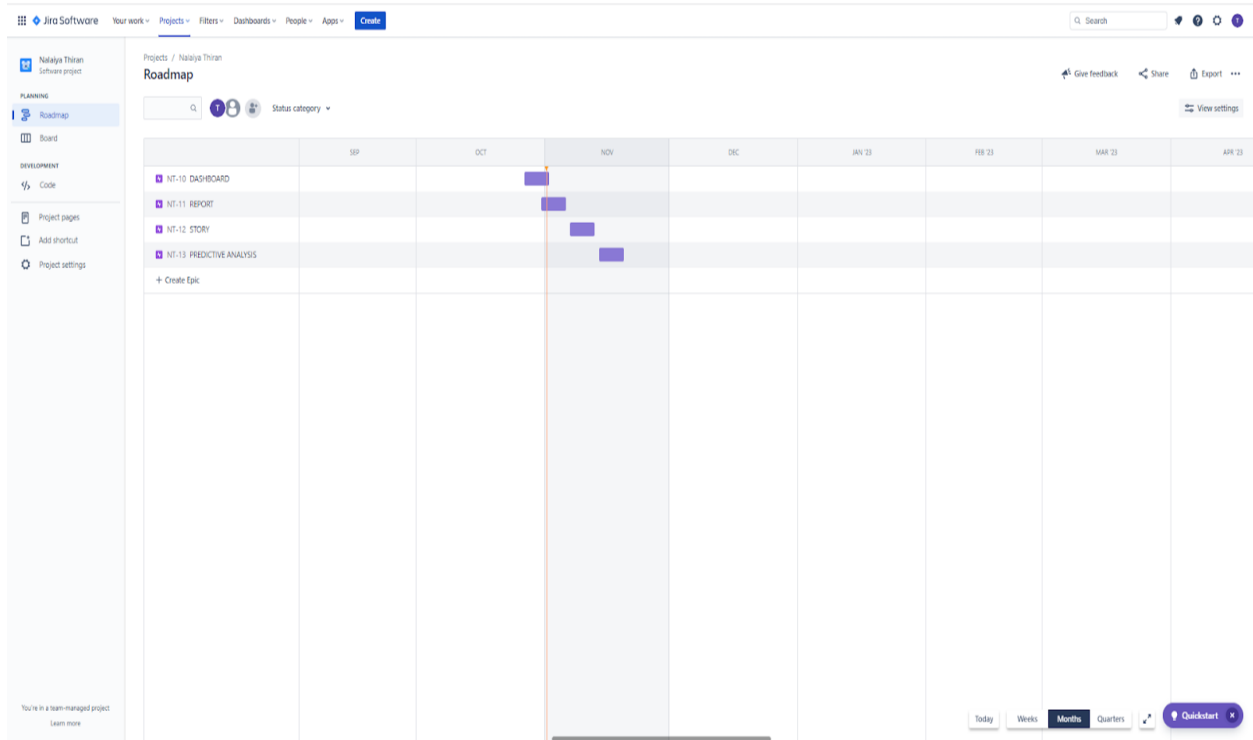 Jira Software Your work Projects Filters Dashboards People Apps Create Search T
Nalaiya Thiran
Software project
PLANNING
Roadmap
Board
DEVELOPMENT
Code
Project pages
Add shortcut
Project settings
You're in a team-managed project
Learn more
Projects / Nalaiya Thiran
Roadmap
Give feedback Share Export
T Status category View settings
SEP OCT NOV DEC JAN '23 FEB '23 MAR '23 APR '23
NT-10 DASHBOARD
NT-11 REPORT
NT-12 STORY
NT-13 PREDICTIVE ANALYSIS
+ Create Epic
Today Weeks Months Quarters Quickstart